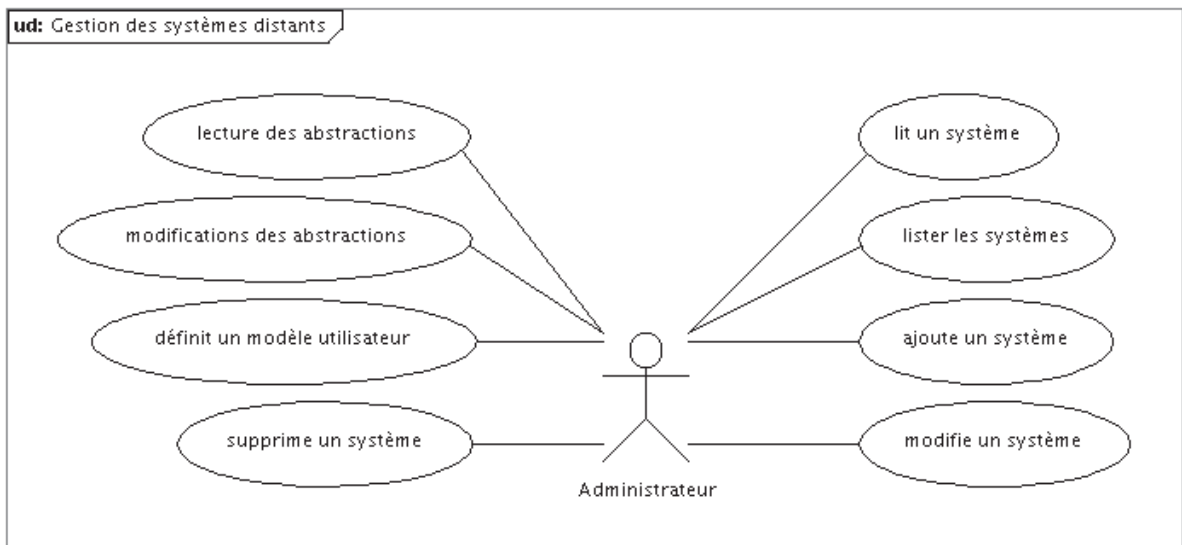 ud: Gestion des systèmes distants
lecture des abstractions
lit un système
modifications des abstractions
lister les systèmes
définit un modèle utilisateur
ajoute un système
supprime un système
modifie un système
Administrateur